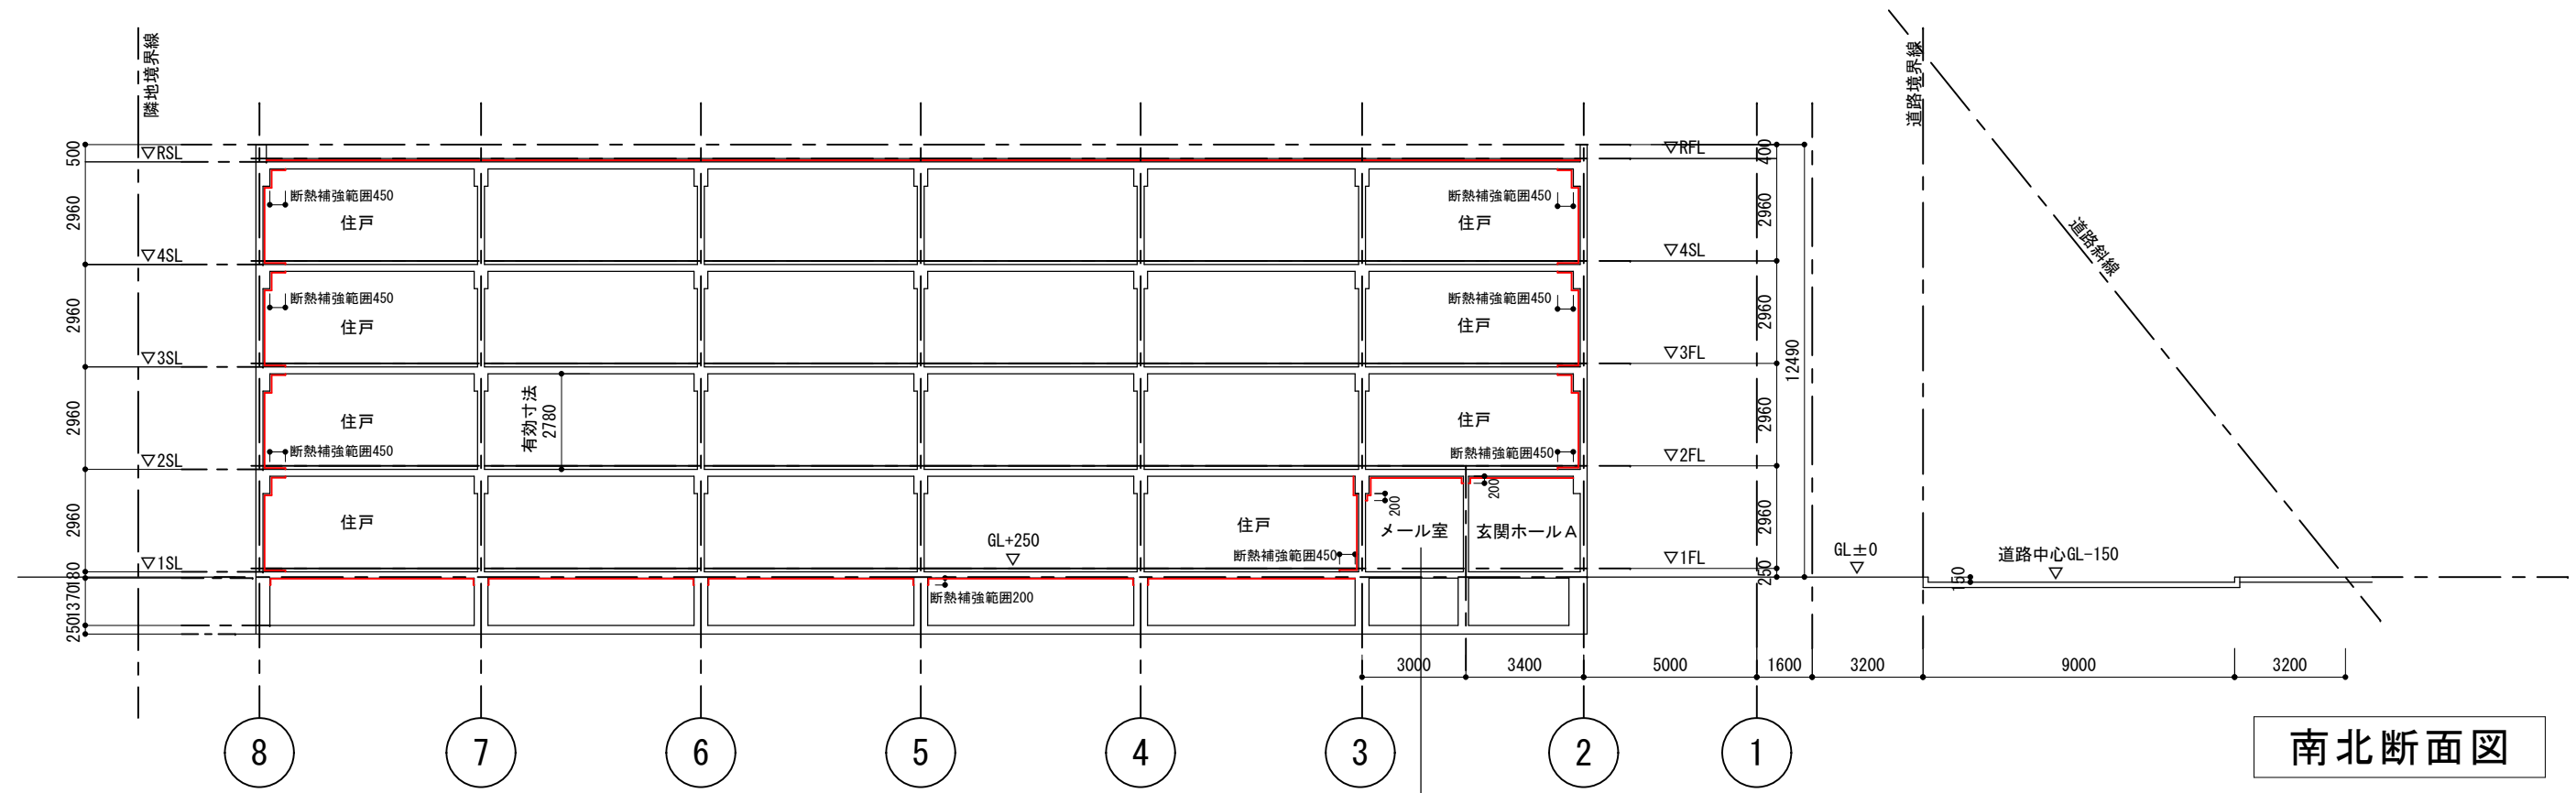 隣地境界線
道路境界線
500
▽RSL
▽RFL
400
断熱補強範囲450
断熱補強範囲450
2960
住戸
住戸
2960
▽4SL
▽4SL
道路斜線
断熱補強範囲450
断熱補強範囲450
2960
住戸
住戸
2960
12490
▽3SL
▽3FL
有効寸法
2780
2960
住戸
住戸
2960
断熱補強範囲450
断熱補強範囲450
▽2SL
▽2FL
200
200
2960
住戸
住戸
メール室
玄関ホールA
2960
GL+250
▽
断熱補強範囲450
▽1SL
▽1FL
GL±0
▽
道路中心GL-150
▽
180
250
150
1370
断熱補強範囲200
250
3000
3400
5000
1600
3200
9000
3200
8
7
6
5
4
3
2
1
南北断面図